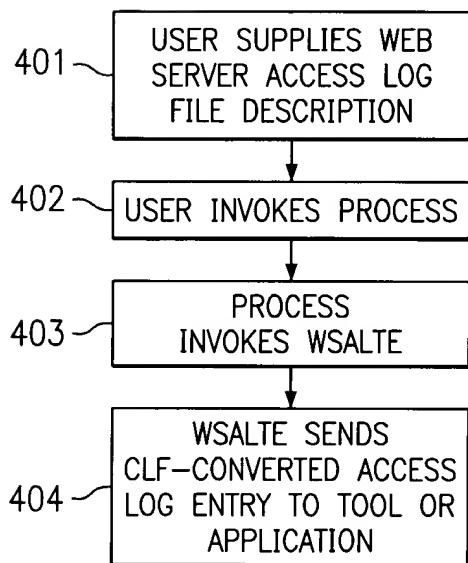 401
USER SUPPLIES WEB
SERVER ACCESS LOG
FILE DESCRIPTION
402
USER INVOKES PROCESS
403
PROCESS
INVOKES WSALTE
404
WSALTE SENDS
CLF-CONVERTED ACCESS
LOG ENTRY TO TOOL OR
APPLICATION